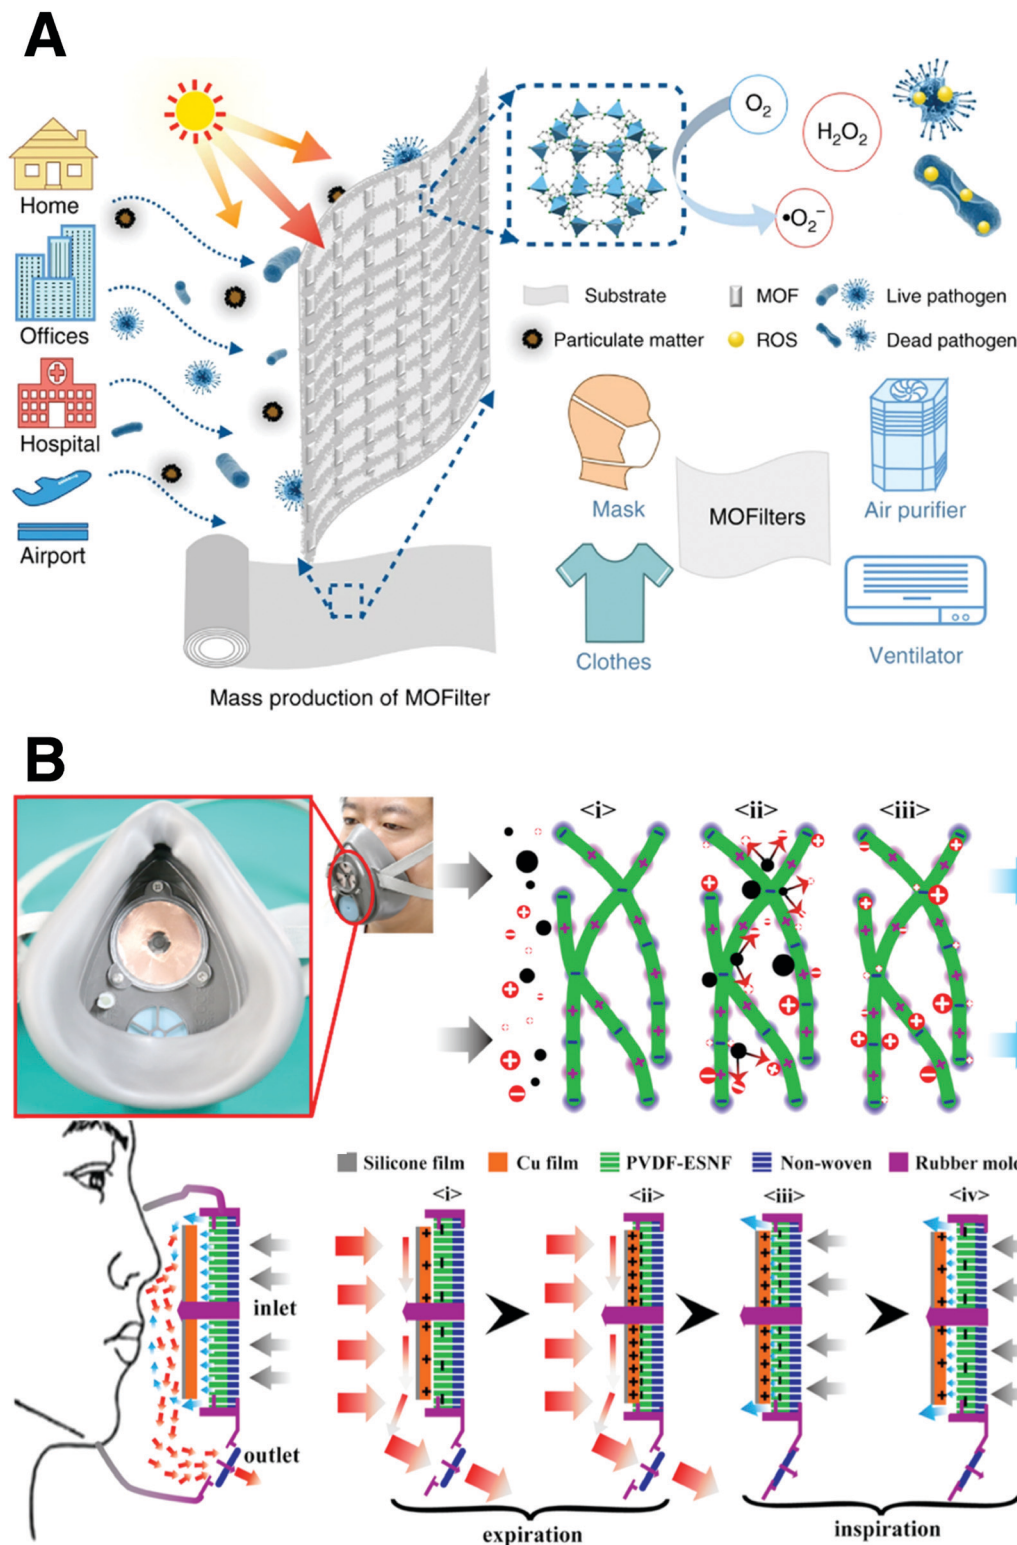 A
Home
Offices
Hospital
Airport
O₂
H₂O₂
•O₂⁻
Substrate
MOF
Live pathogen
Particulate matter
ROS
Dead pathogen
Mask
Air purifier
MOFilters
Clothes
Ventilator
Mass production of MOFilter
B
<i>
<ii>
<iii>
Silicone film
Cu film
PVDF-ESNF
Non-woven
Rubber mold
<i>
<ii>
<iii>
<iv>
inlet
outlet
expiration
inspiration